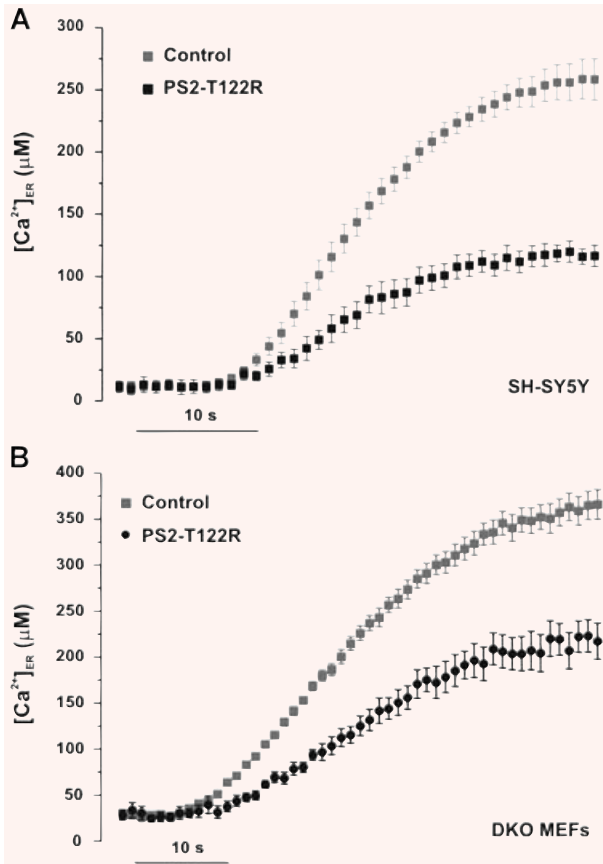 A
300
250
200
150
100
50
0
[Ca²⁺]ER (µM)
Control
PS2-T122R
10 s
SH-SY5Y
B
400
350
300
250
200
150
100
50
0
[Ca²⁺]ER (µM)
Control
PS2-T122R
10 s
DKO MEFs